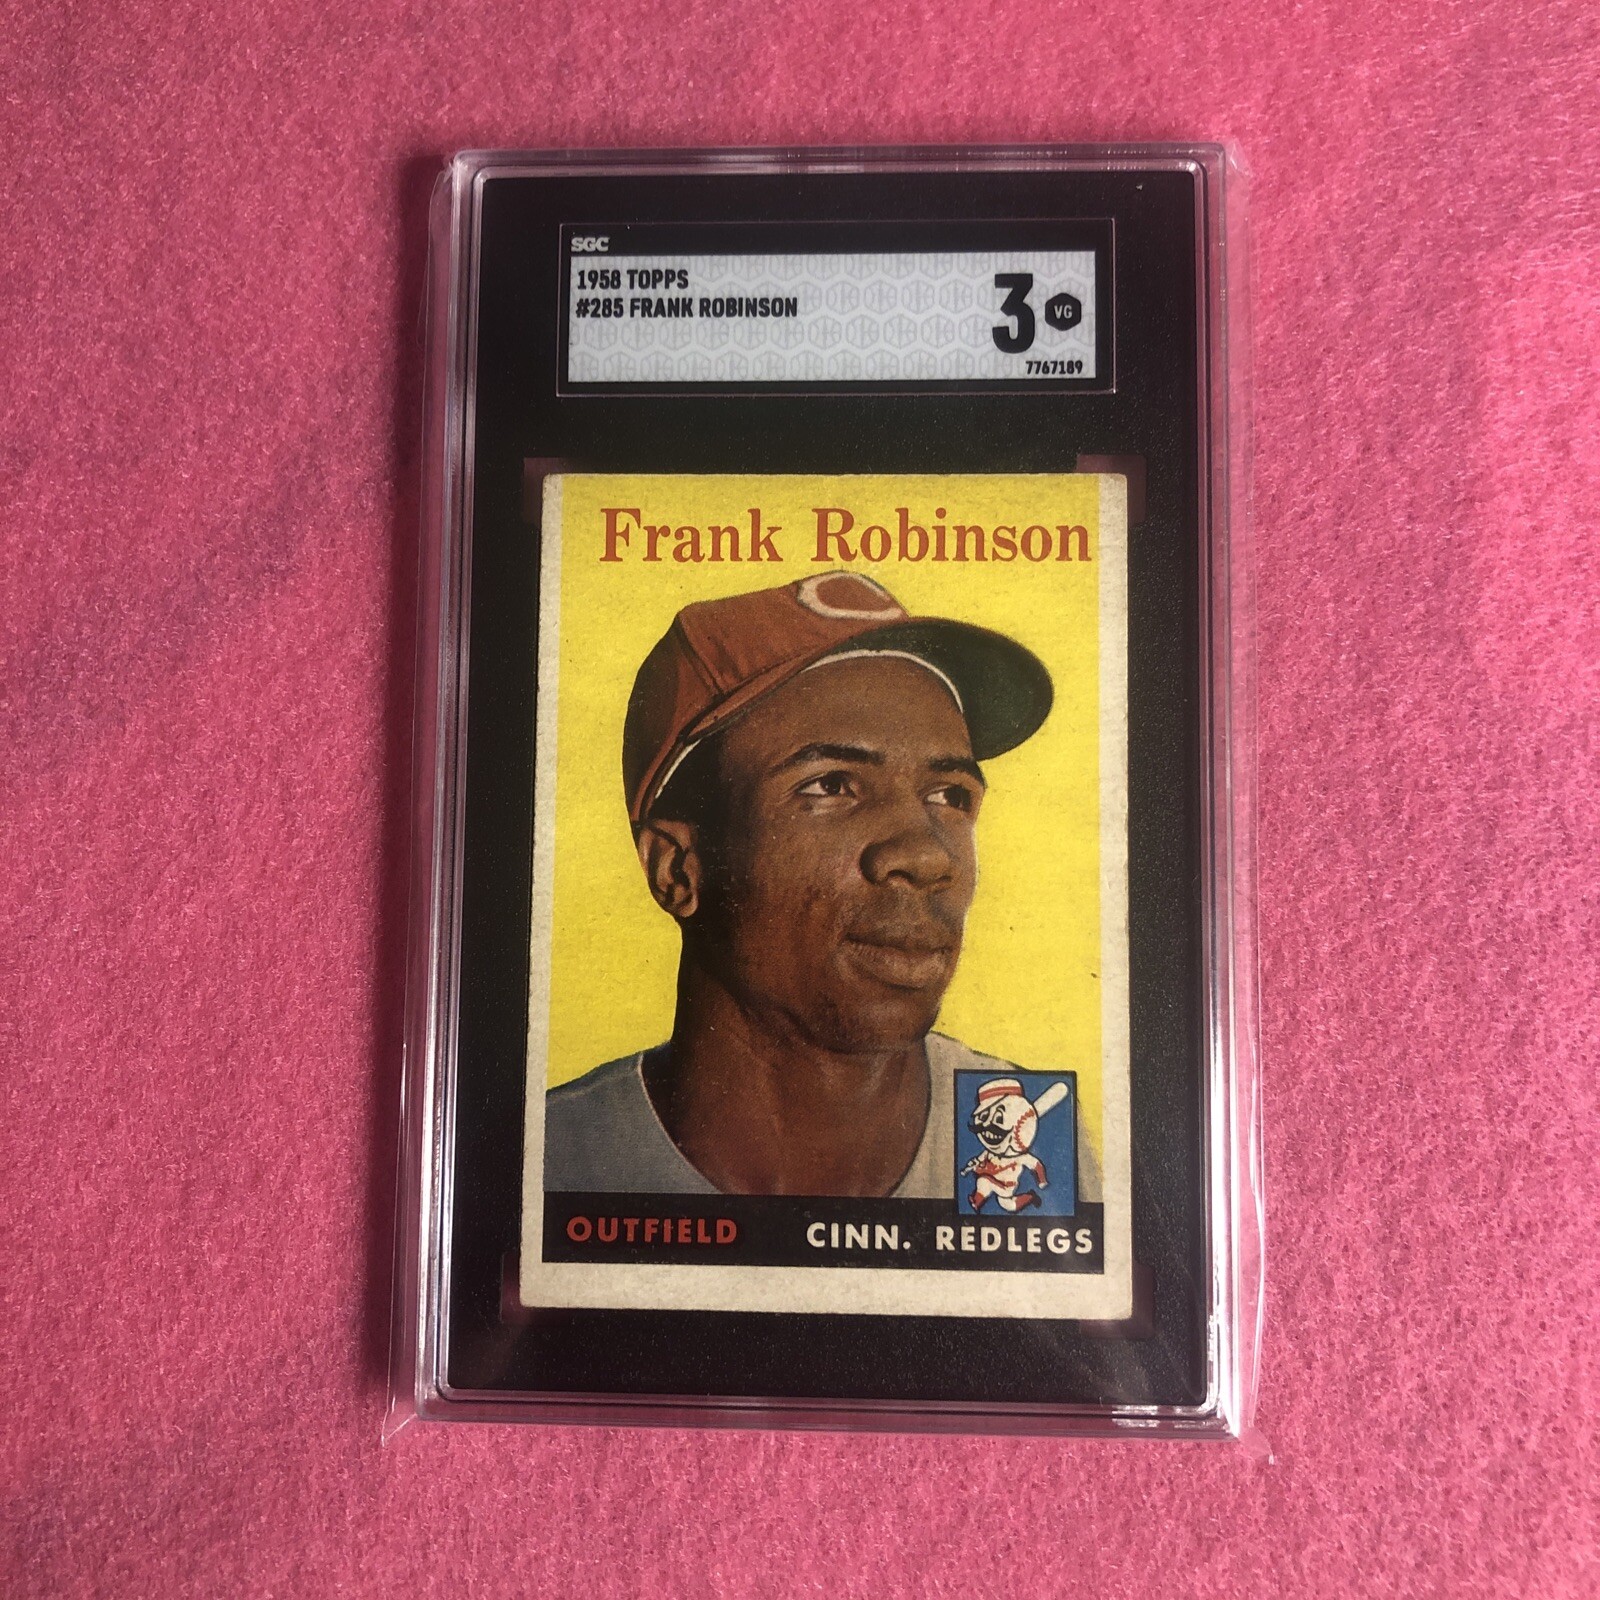 SGC
1958 TOPPS
#285 FRANK ROBINSON
3 VG
7767189
Frank Robinson
OUTFIELD CINN. REDLEGS